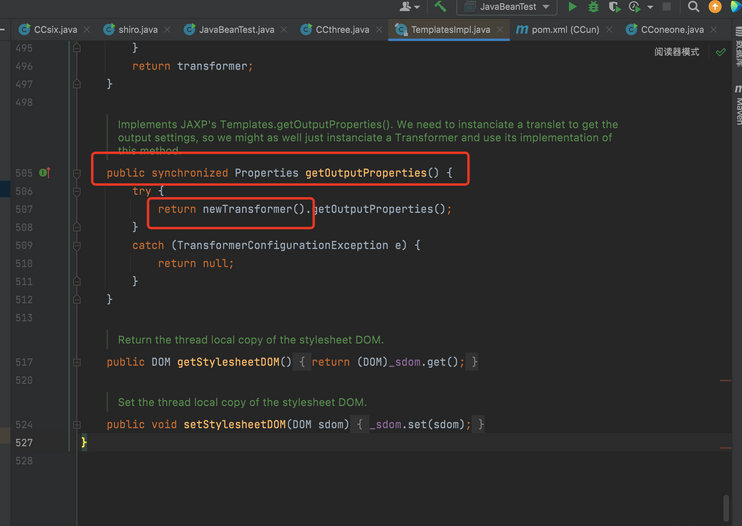 JavaBeanTest
CCsix.java
shiro.java
JavaBeanTest.java
CCthree.java
TemplatesImpl.java
pom.xml (CCun)
CConeone.java
阅读器模式
数据库
Maven
495 }
496 return transformer;
497 }
498
Implements JAXP's Templates.getOutputProperties(). We need to instanciate a translet to get the
output settings, so we might as well just instanciate a Transformer and use its implementation of
this method.
505 public synchronized Properties getOutputProperties() {
506 try {
507 return newTransformer().getOutputProperties();
508 }
509 catch (TransformerConfigurationException e) {
510 return null;
511 }
512 }
513
Return the thread local copy of the stylesheet DOM.
517 public DOM getStylesheetDOM() { return (DOM)_sdom.get(); }
520
Set the thread local copy of the stylesheet DOM.
524 public void setStylesheetDOM(DOM sdom) { _sdom.set(sdom); }
527 }
528